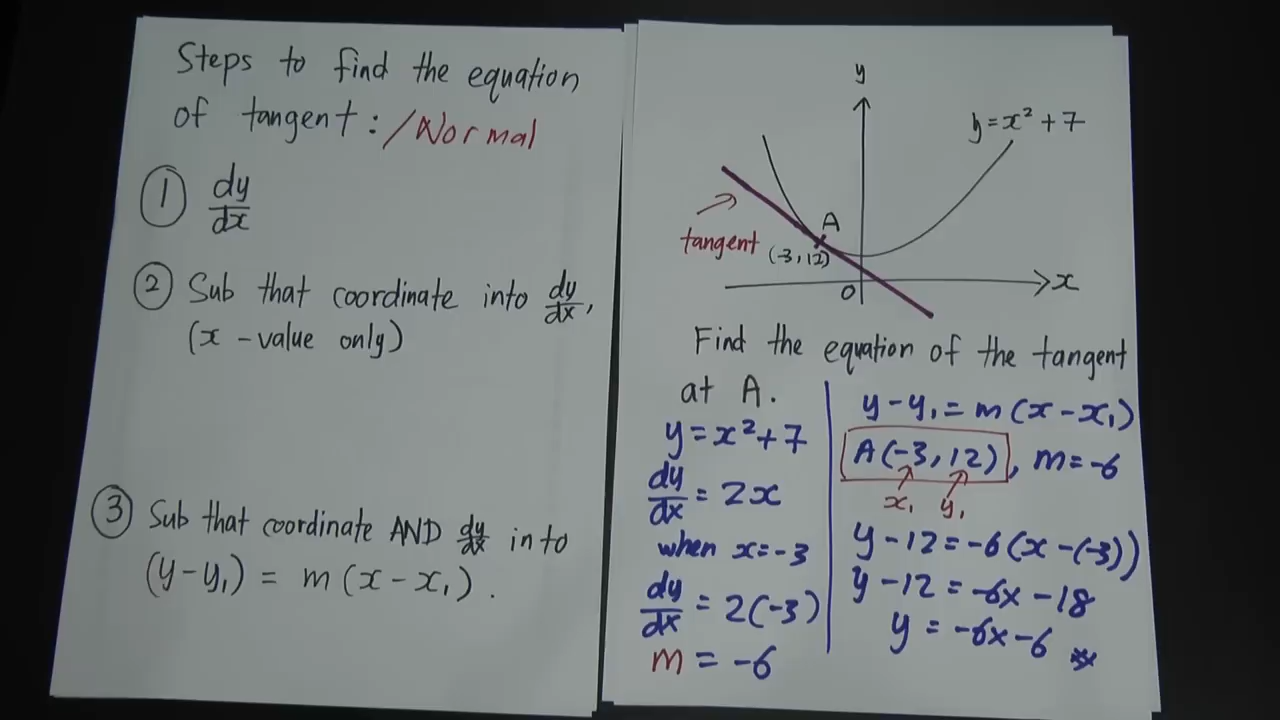 Steps to find the equation
of tangent : /Normal
① dy/dx
② Sub that coordinate into dy/dx,
(x - value only)
③ Sub that coordinate AND dy/dx into
(y-y₁) = m(x-x₁).
y
y=x²+7
A
tangent
(-3,12)
0
x
Find the equation of the tangent
at A.
y=x²+7
dy/dx = 2x
when x=-3
dy/dx = 2(-3)
m = -6
y-y₁=m(x-x₁)
A(-3,12), m=-6
x₁ y₁
y-12=-6(x-(-3))
y-12=-6x-18
y=-6x-6